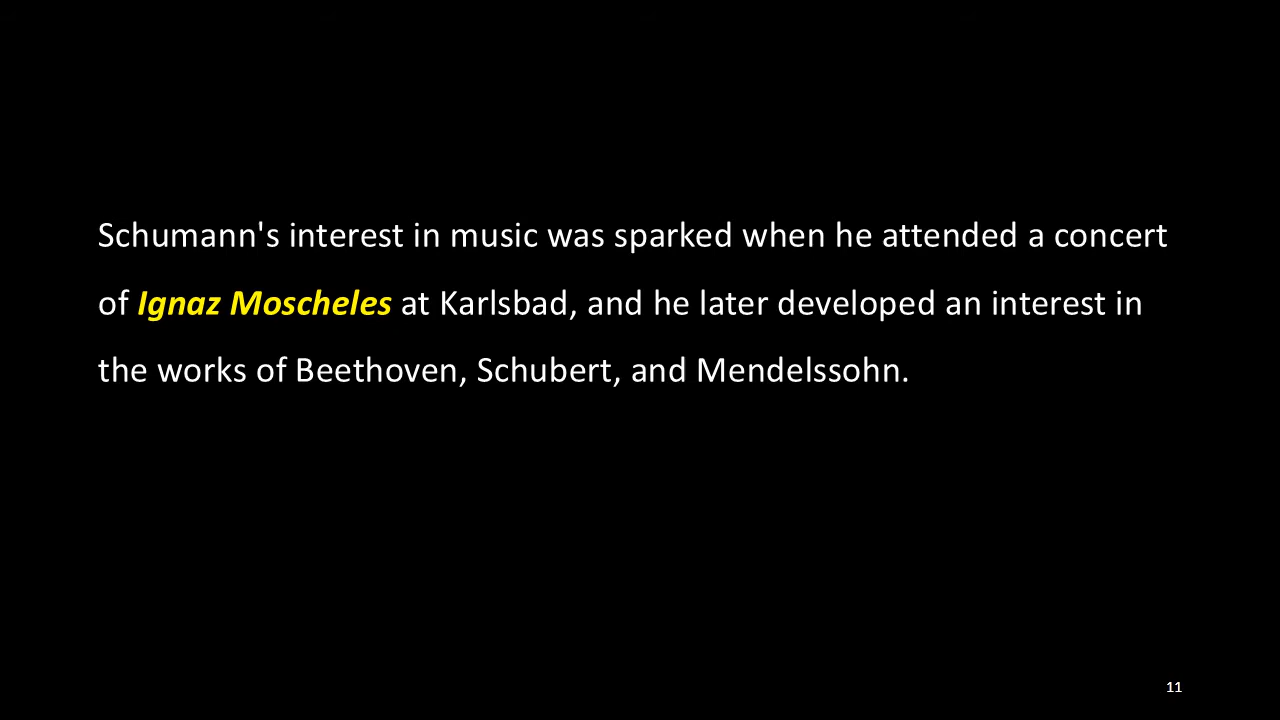 Schumann's interest in music was sparked when he attended a concert
of Ignaz Moscheles at Karlsbad, and he later developed an interest in
the works of Beethoven, Schubert, and Mendelssohn.
11